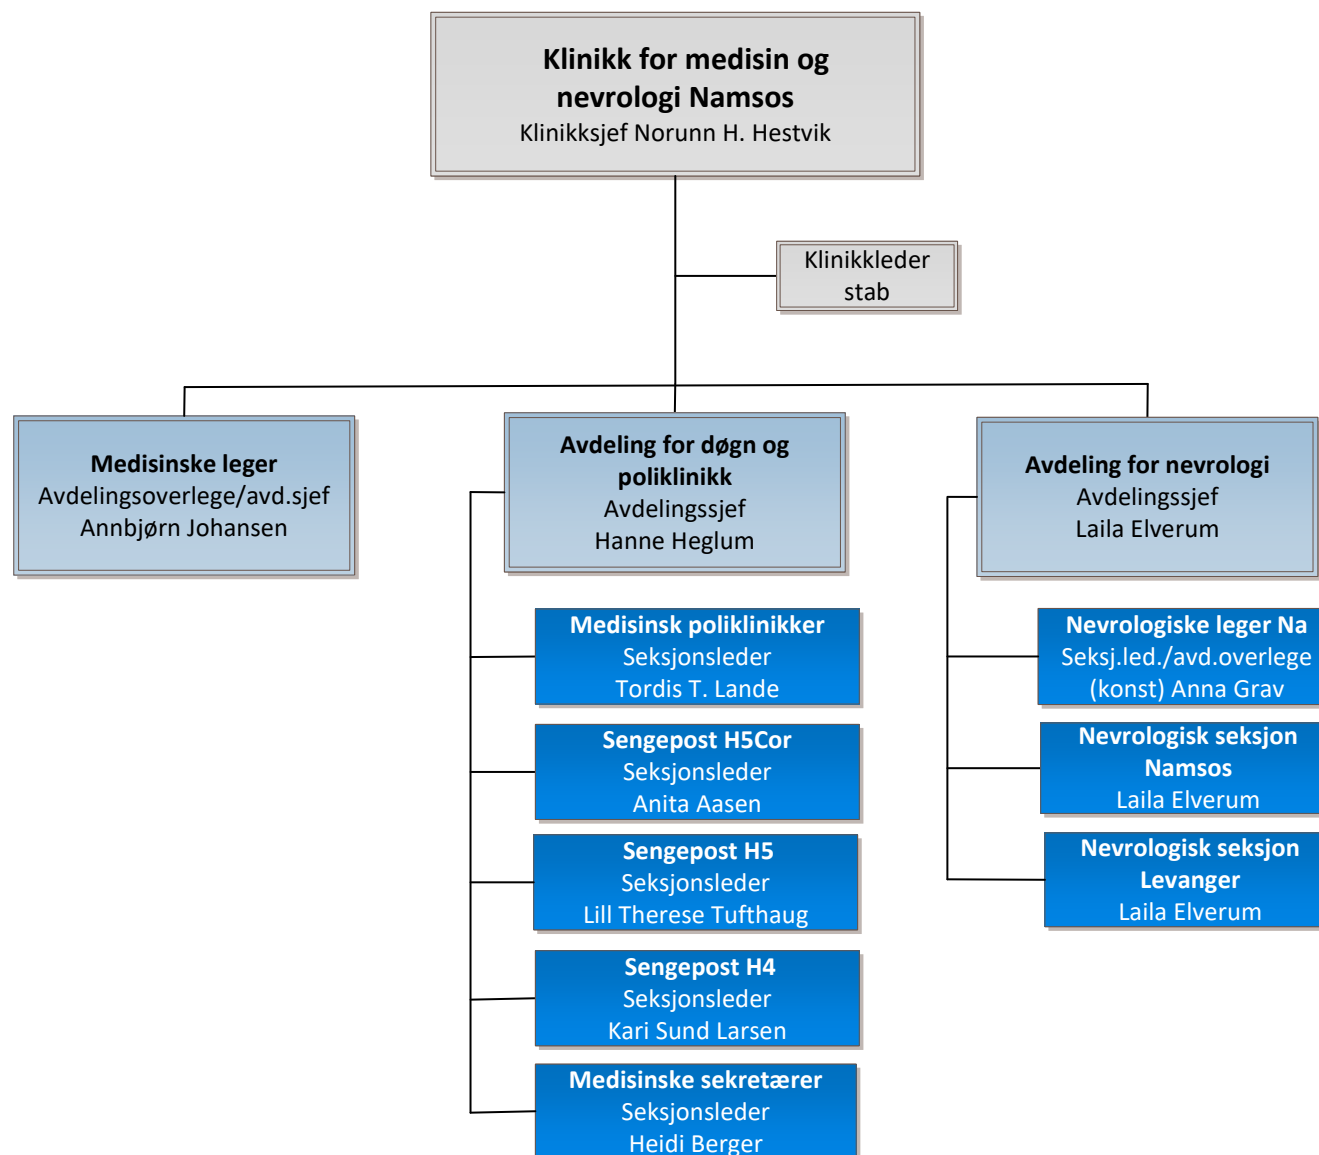 Klinikk for medisin og
nevrologi Namsos
Klinikksjef Norunn H. Hestvik
Klinikkleder
stab
Medisinske leger
Avdelingsoverlege/avd.sjef
Annbjørn Johansen
Avdeling for døgn og
poliklinikk
Avdelingssjef
Hanne Heglum
Avdeling for nevrologi
Avdelingssjef
Laila Elverum
Medisinsk poliklinikker
Seksjonsleder
Tordis T. Lande
Sengepost H5Cor
Seksjonsleder
Anita Aasen
Sengepost H5
Seksjonsleder
Lill Therese Tufthaug
Sengepost H4
Seksjonsleder
Kari Sund Larsen
Medisinske sekretærer
Seksjonsleder
Heidi Berger
Nevrologiske leger Na
Seksj.led./avd.overlege
(konst) Anna Grav
Nevrologisk seksjon
Namsos
Laila Elverum
Nevrologisk seksjon
Levanger
Laila Elverum